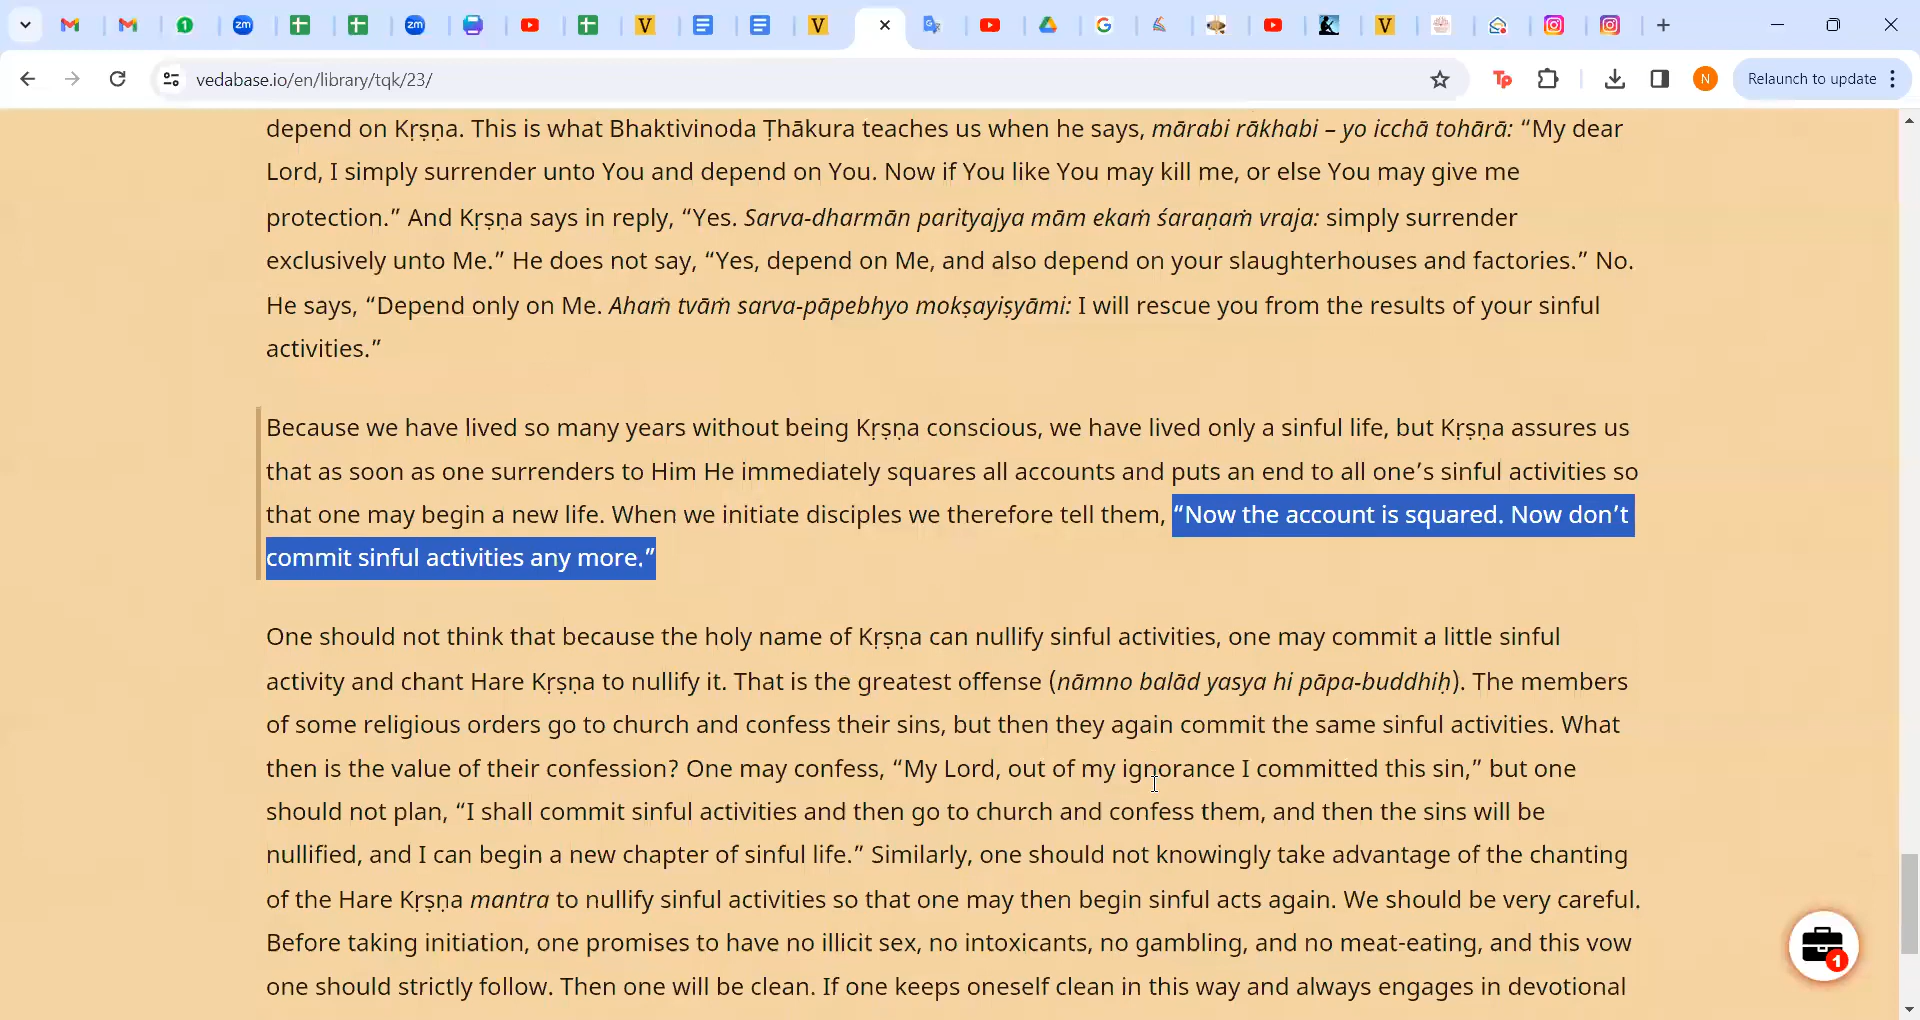 zm
zm
V
V
G
V
vedabase.io/en/library/tqk/23/
Tp
N
Relaunch to update
depend on Kṛṣṇa. This is what Bhaktivinoda Ṭhākura teaches us when he says, mārabi rākhabi – yo icchā tohārā: “My dear
Lord, I simply surrender unto You and depend on You. Now if You like You may kill me, or else You may give me
protection.” And Kṛṣṇa says in reply, “Yes. Sarva-dharmān parityajya mām ekaṁ śaraṇaṁ vraja: simply surrender
exclusively unto Me.” He does not say, “Yes, depend on Me, and also depend on your slaughterhouses and factories.” No.
He says, “Depend only on Me. Ahaṁ tvāṁ sarva-pāpebhyo mokṣayiṣyāmi: I will rescue you from the results of your sinful
activities.”
Because we have lived so many years without being Kṛṣṇa conscious, we have lived only a sinful life, but Kṛṣṇa assures us
that as soon as one surrenders to Him He immediately squares all accounts and puts an end to all one’s sinful activities so
that one may begin a new life. When we initiate disciples we therefore tell them, “Now the account is squared. Now don’t
commit sinful activities any more.”
One should not think that because the holy name of Kṛṣṇa can nullify sinful activities, one may commit a little sinful
activity and chant Hare Kṛṣṇa to nullify it. That is the greatest offense (nāmno balād yasya hi pāpa-buddhiḥ). The members
of some religious orders go to church and confess their sins, but then they again commit the same sinful activities. What
then is the value of their confession? One may confess, “My Lord, out of my ignorance I committed this sin,” but one
should not plan, “I shall commit sinful activities and then go to church and confess them, and then the sins will be
nullified, and I can begin a new chapter of sinful life.” Similarly, one should not knowingly take advantage of the chanting
of the Hare Kṛṣṇa mantra to nullify sinful activities so that one may then begin sinful acts again. We should be very careful.
Before taking initiation, one promises to have no illicit sex, no intoxicants, no gambling, and no meat-eating, and this vow
one should strictly follow. Then one will be clean. If one keeps oneself clean in this way and always engages in devotional
1